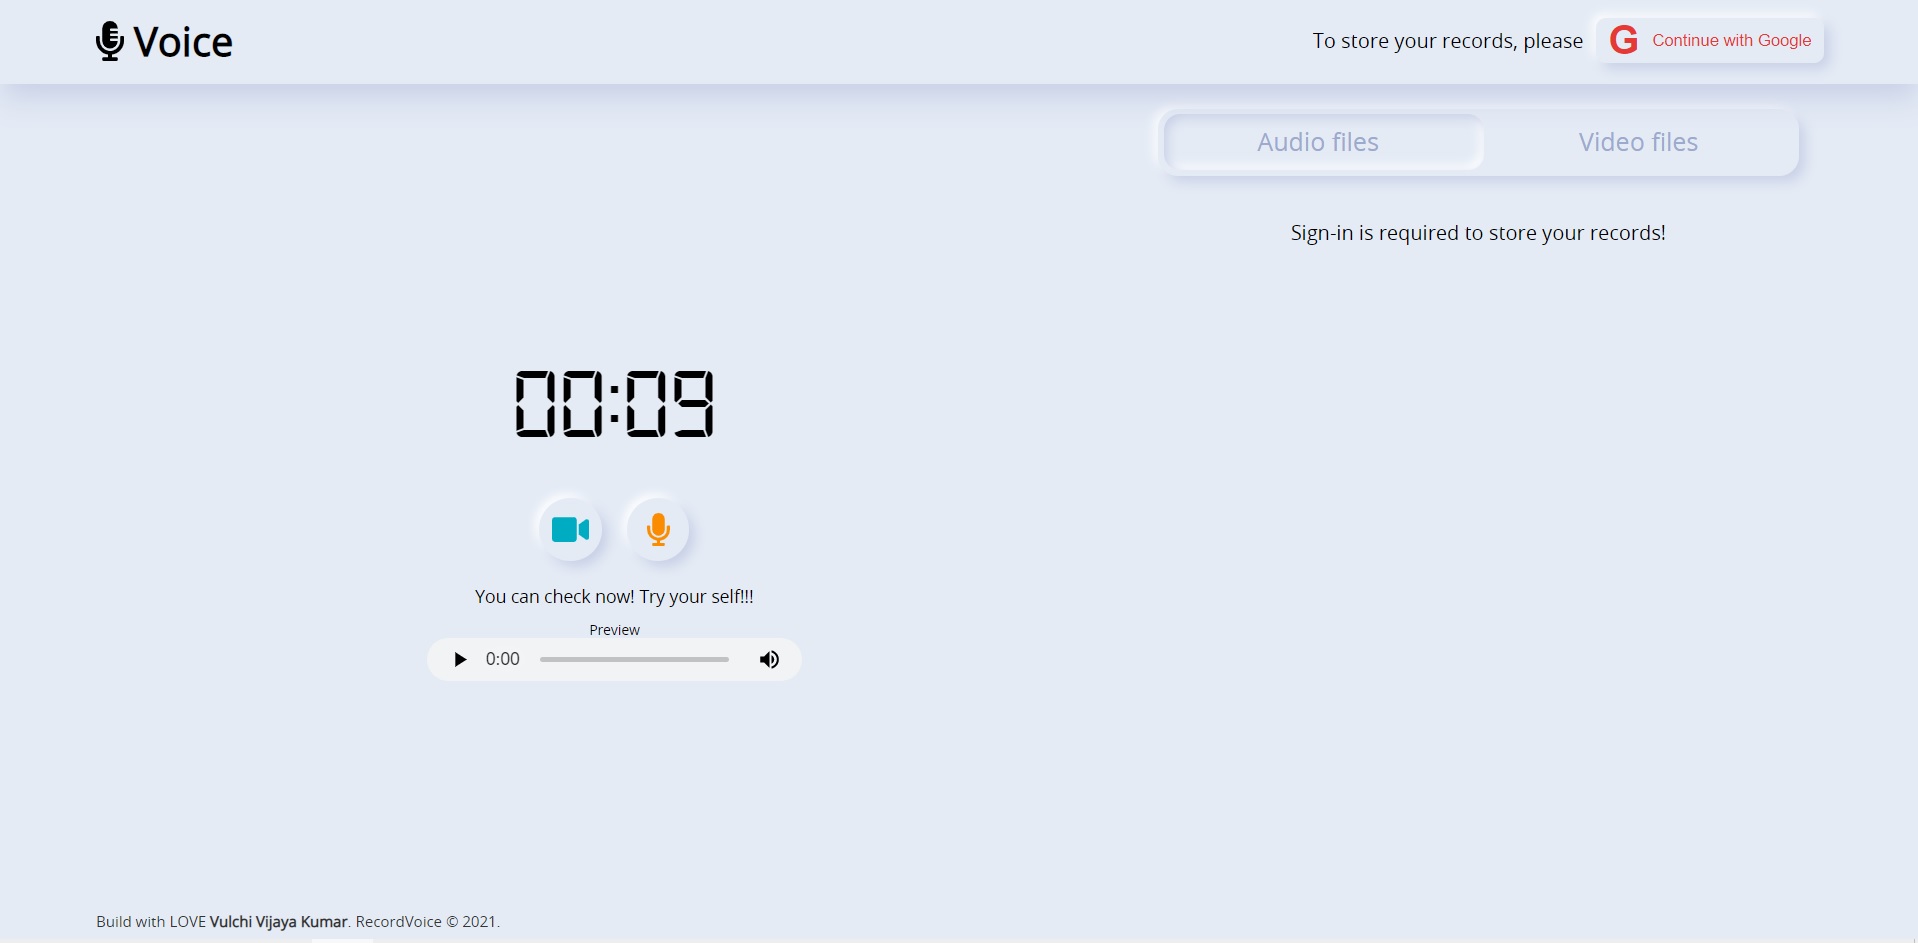 Voice
To store your records, please
G Continue with Google
Audio files
Video files
Sign-in is required to store your records!
00:09
You can check now! Try your self!!!
Preview
0:00
Build with LOVE Vulchi Vijaya Kumar. RecordVoice © 2021.